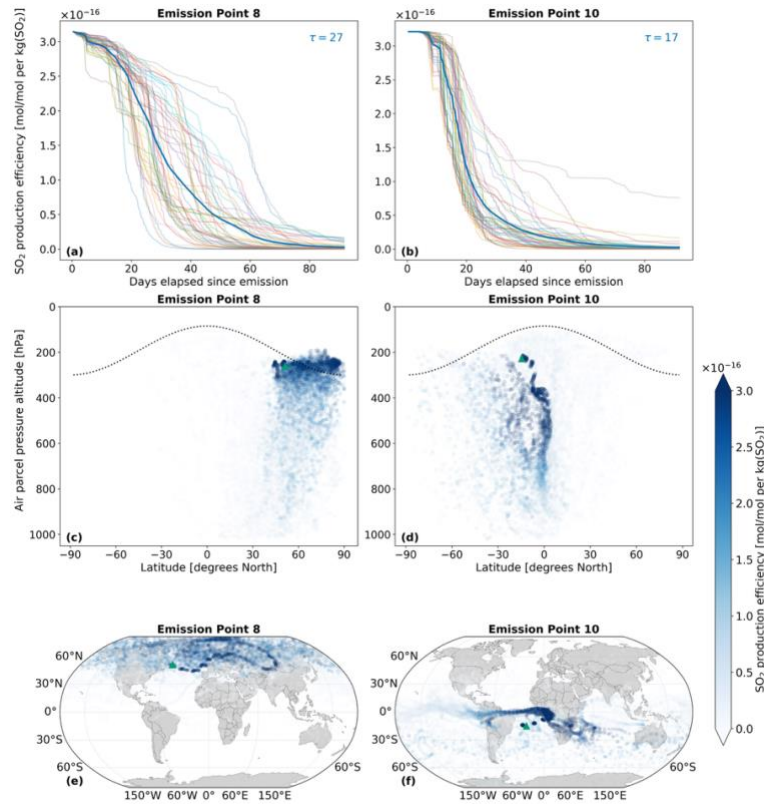 Emission Point 8
Emission Point 10
×10⁻¹⁶
×10⁻¹⁶
SO₂ production efficiency [mol/mol per kg(SO₂)]
3.0
2.5
2.0
1.5
1.0
0.5
0.0
τ = 27
(a)
0 20 40 60 80
Days elapsed since emission
3.0
2.5
2.0
1.5
1.0
0.5
0.0
τ = 17
(b)
0 20 40 60 80
Days elapsed since emission
Emission Point 8
Emission Point 10
Air parcel pressure altitude [hPa]
0
200
400
600
800
1000
(c)
−90 −60 −30 0 30 60 90
Latitude [degrees North]
0
200
400
600
800
1000
(d)
−90 −60 −30 0 30 60 90
Latitude [degrees North]
×10⁻¹⁶
3.0
2.5
2.0
1.5
1.0
0.5
0.0
SO₂ production efficiency [mol/mol per kg(SO₂)]
Emission Point 8
Emission Point 10
60°N
30°N
0°
30°S
60°S
(e)
150°W 60°W 0° 60°E 150°E
60°N
30°N
0°
30°S
60°S
(f)
150°W 60°W 0° 60°E 150°E